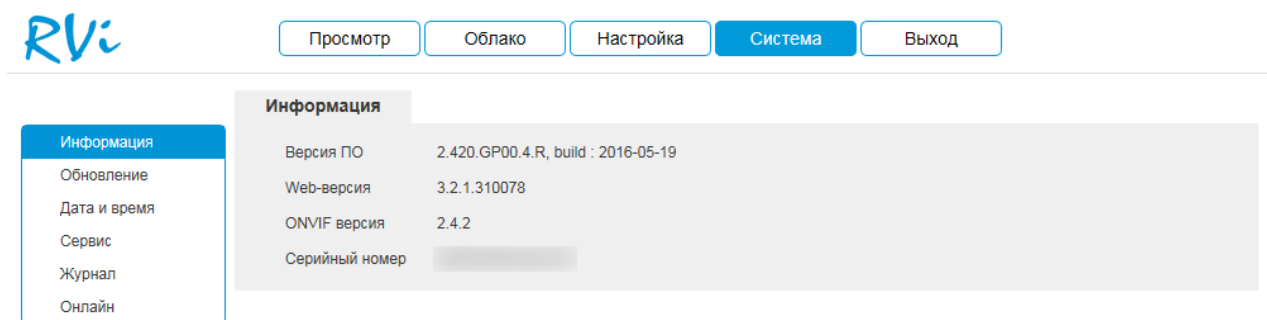 RVi
Просмотр Облако Настройка Система Выход
Информация
Информация
Обновление
Дата и время
Сервис
Журнал
Онлайн
Версия ПО 2.420.GP00.4.R, build : 2016-05-19
Web-версия 3.2.1.310078
ONVIF версия 2.4.2
Серийный номер